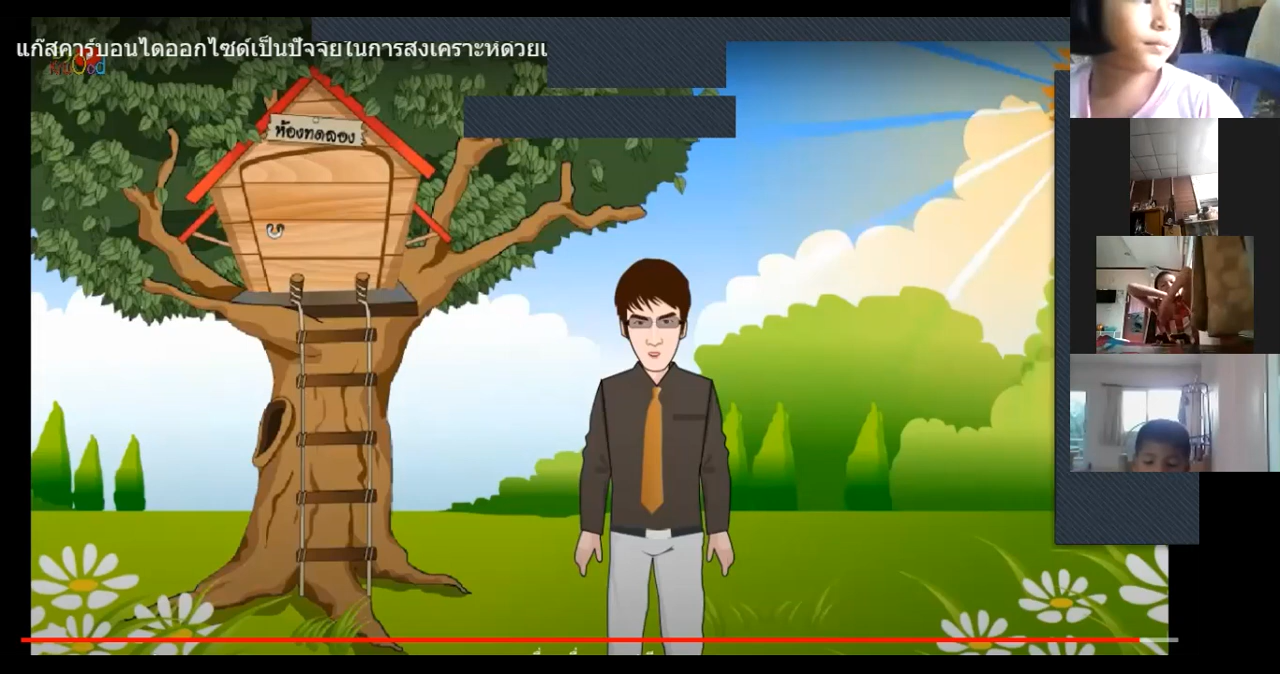 แก๊สคาร์บอนไดออกไซด์เป็นปัจจัยในการสังเคราะห์ด้วยแ
ห้องทดลอง